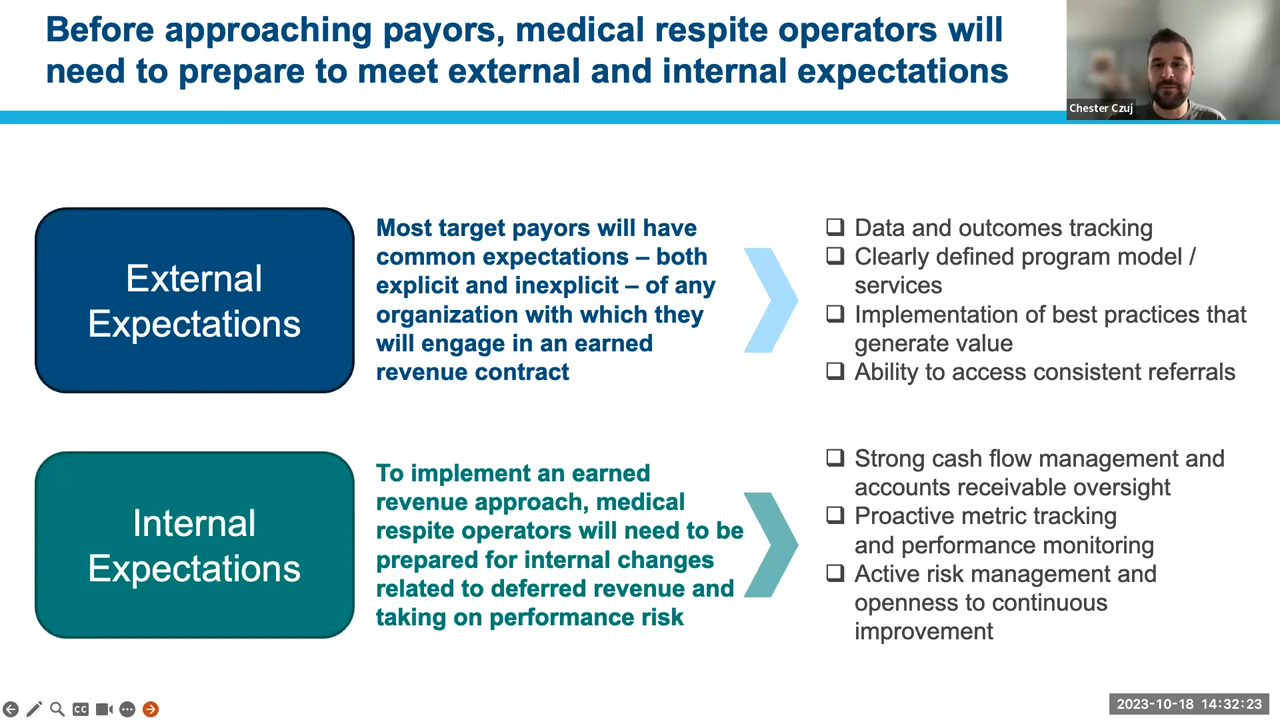 Before approaching payors, medical respite operators will
need to prepare to meet external and internal expectations
Chester Czuj
External
Expectations
Most target payors will have
common expectations – both
explicit and inexplicit – of any
organization with which they
will engage in an earned
revenue contract
Data and outcomes tracking
Clearly defined program model /
services
Implementation of best practices that
generate value
Ability to access consistent referrals
Internal
Expectations
To implement an earned
revenue approach, medical
respite operators will need to be
prepared for internal changes
related to deferred revenue and
taking on performance risk
Strong cash flow management and
accounts receivable oversight
Proactive metric tracking
and performance monitoring
Active risk management and
openness to continuous
improvement
CC
2023-10-18 14:32:23